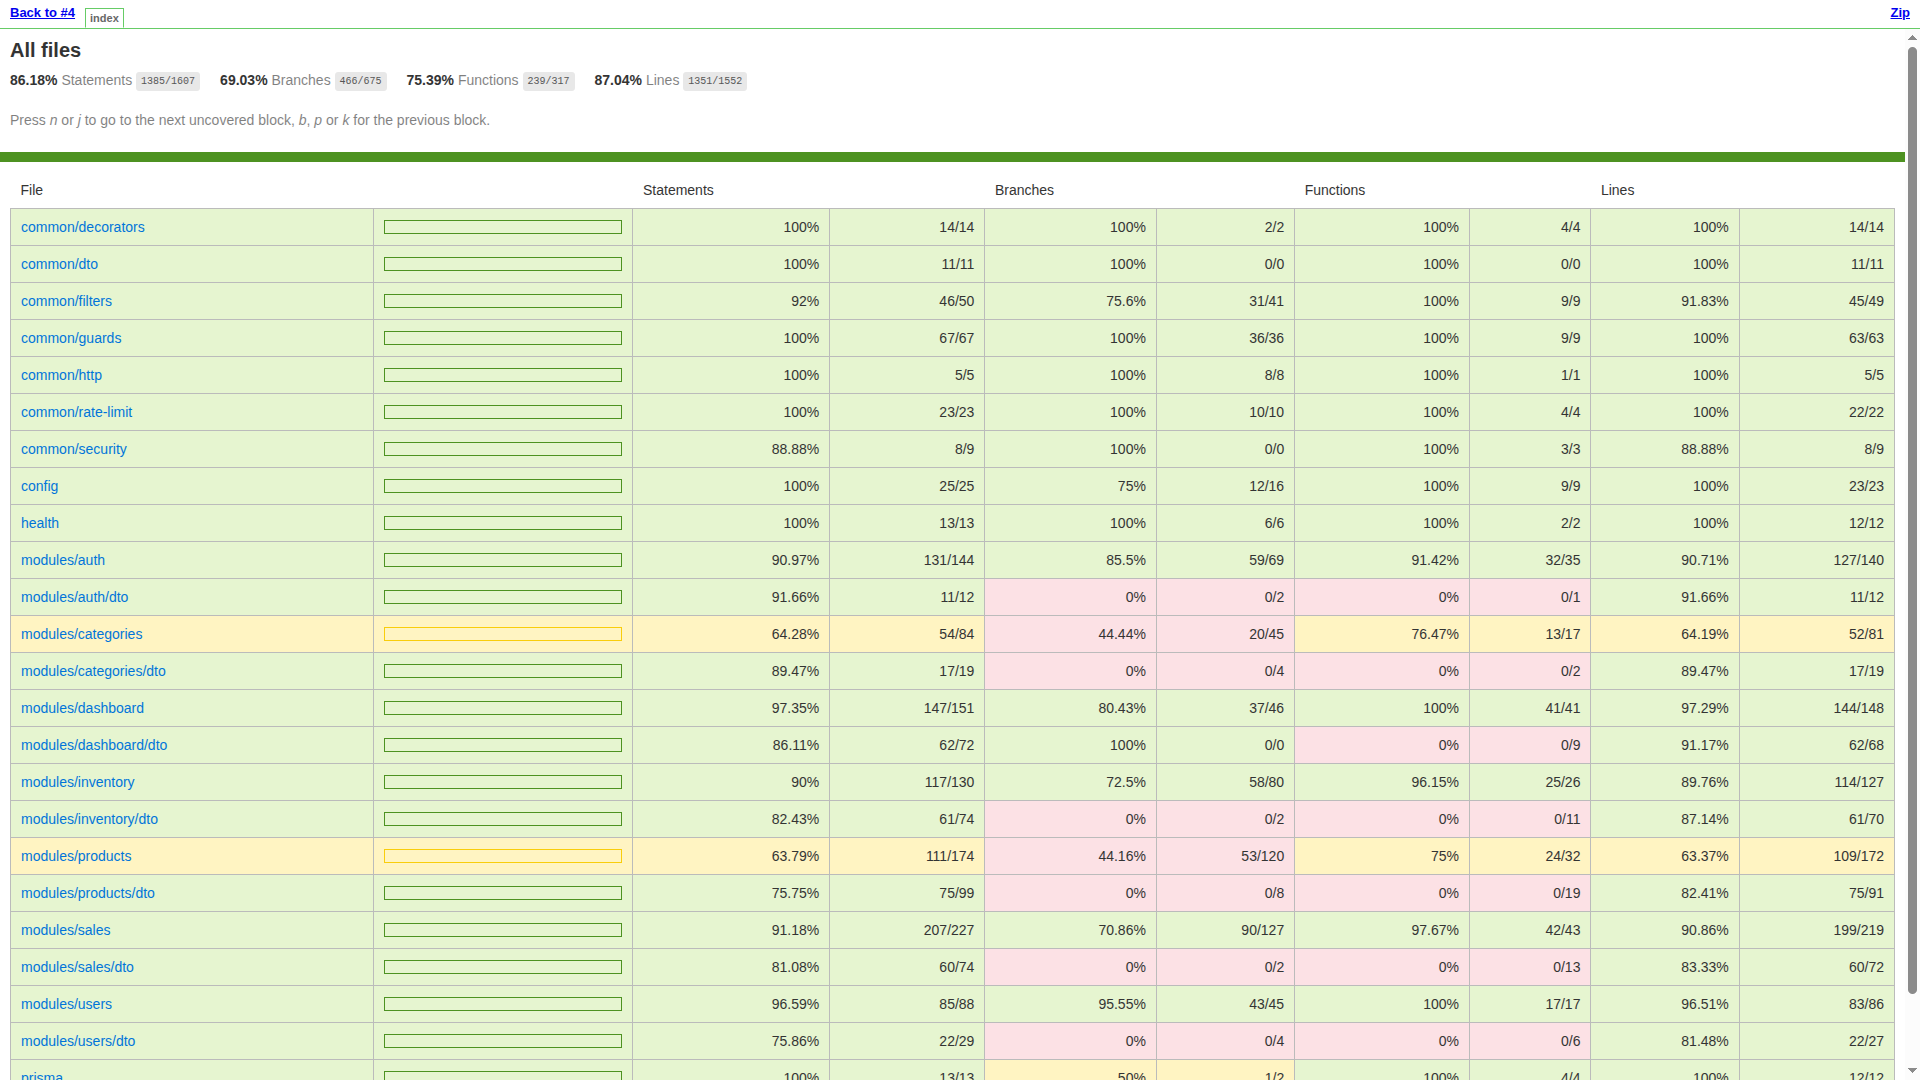 Back to #4 index Zip
All files
86.18% Statements 1385/1607 69.03% Branches 466/675 75.39% Functions 239/317 87.04% Lines 1351/1552
Press n or j to go to the next uncovered block, b, p or k for the previous block.
File Statements Branches Functions Lines
common/decorators 100% 14/14 100% 2/2 100% 4/4 100% 14/14
common/dto 100% 11/11 100% 0/0 100% 0/0 100% 11/11
common/filters 92% 46/50 75.6% 31/41 100% 9/9 91.83% 45/49
common/guards 100% 67/67 100% 36/36 100% 9/9 100% 63/63
common/http 100% 5/5 100% 8/8 100% 1/1 100% 5/5
common/rate-limit 100% 23/23 100% 10/10 100% 4/4 100% 22/22
common/security 88.88% 8/9 100% 0/0 100% 3/3 88.88% 8/9
config 100% 25/25 75% 12/16 100% 9/9 100% 23/23
health 100% 13/13 100% 6/6 100% 2/2 100% 12/12
modules/auth 90.97% 131/144 85.5% 59/69 91.42% 32/35 90.71% 127/140
modules/auth/dto 91.66% 11/12 0% 0/2 0% 0/1 91.66% 11/12
modules/categories 64.28% 54/84 44.44% 20/45 76.47% 13/17 64.19% 52/81
modules/categories/dto 89.47% 17/19 0% 0/4 0% 0/2 89.47% 17/19
modules/dashboard 97.35% 147/151 80.43% 37/46 100% 41/41 97.29% 144/148
modules/dashboard/dto 86.11% 62/72 100% 0/0 0% 0/9 91.17% 62/68
modules/inventory 90% 117/130 72.5% 58/80 96.15% 25/26 89.76% 114/127
modules/inventory/dto 82.43% 61/74 0% 0/2 0% 0/11 87.14% 61/70
modules/products 63.79% 111/174 44.16% 53/120 75% 24/32 63.37% 109/172
modules/products/dto 75.75% 75/99 0% 0/8 0% 0/19 82.41% 75/91
modules/sales 91.18% 207/227 70.86% 90/127 97.67% 42/43 90.86% 199/219
modules/sales/dto 81.08% 60/74 0% 0/2 0% 0/13 83.33% 60/72
modules/users 96.59% 85/88 95.55% 43/45 100% 17/17 96.51% 83/86
modules/users/dto 75.86% 22/29 0% 0/4 0% 0/6 81.48% 22/27
prisma 100% 13/13 50% 1/2 100% 4/4 100% 12/12